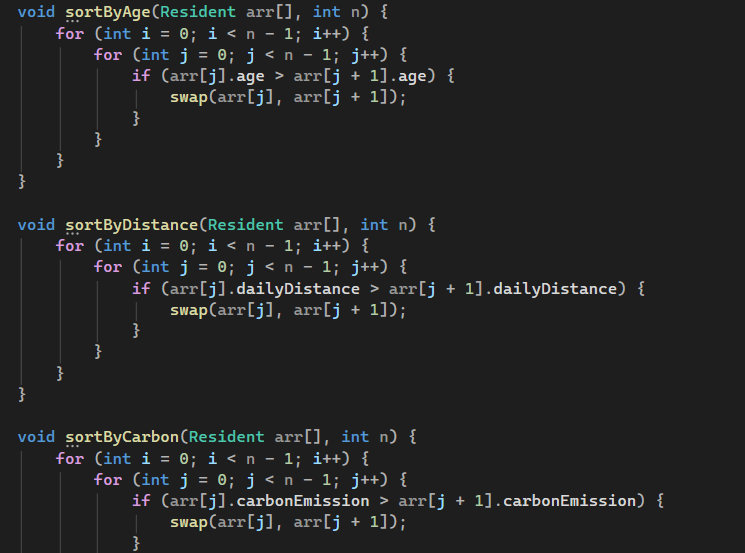 void sortByAge(Resident arr[], int n) {
    for (int i = 0; i < n - 1; i++) {
        for (int j = 0; j < n - 1; j++) {
            if (arr[j].age > arr[j + 1].age) {
                swap(arr[j], arr[j + 1]);
            }
        }
    }
}

void sortByDistance(Resident arr[], int n) {
    for (int i = 0; i < n - 1; i++) {
        for (int j = 0; j < n - 1; j++) {
            if (arr[j].dailyDistance > arr[j + 1].dailyDistance) {
                swap(arr[j], arr[j + 1]);
            }
        }
    }
}

void sortByCarbon(Resident arr[], int n) {
    for (int i = 0; i < n - 1; i++) {
        for (int j = 0; j < n - 1; j++) {
            if (arr[j].carbonEmission > arr[j + 1].carbonEmission) {
                swap(arr[j], arr[j + 1]);
            }